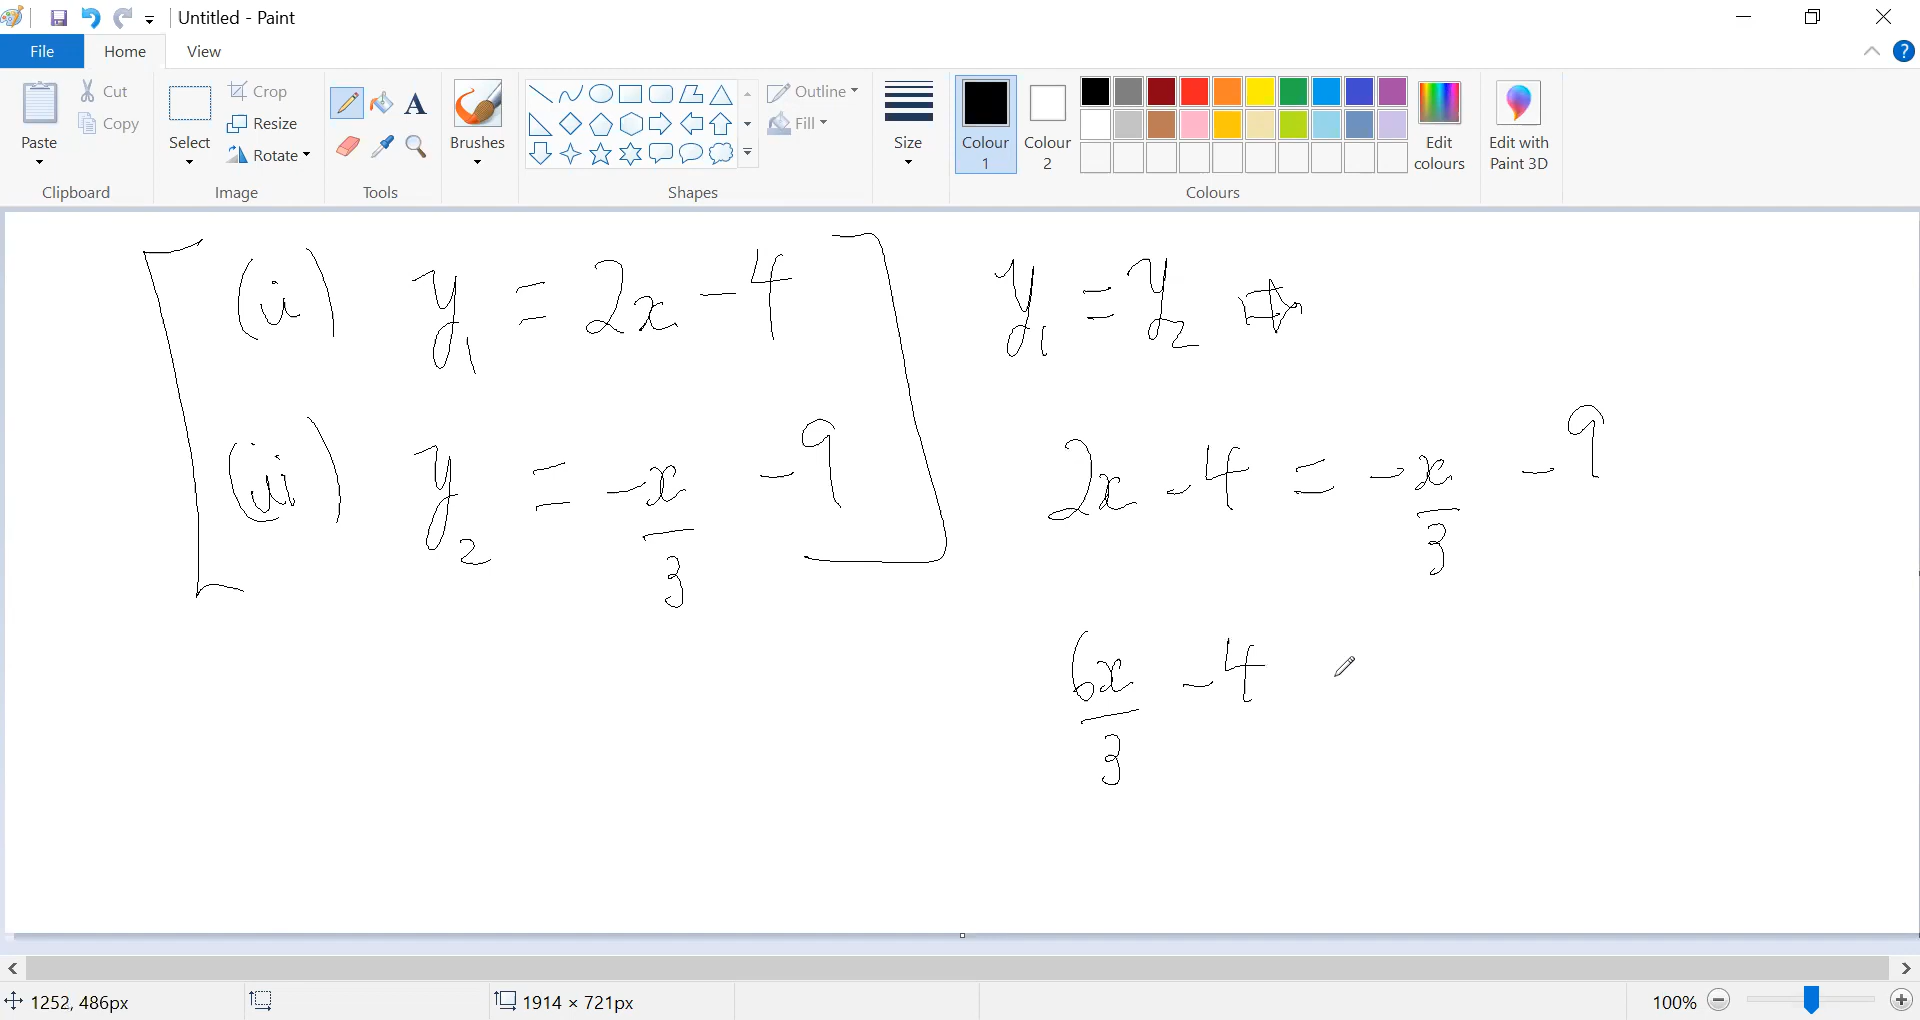 Untitled - Paint
File Home View
Paste Cut Copy Clipboard
Select Crop Resize Rotate Image
Tools
Brushes
Outline Fill Shapes
Size
Colour 1 Colour 2 Edit colours Colours
Edit with Paint 3D
(ii) y₁ = 2x - 4
y₁ = y₂ ⇒
(iii) y₂ = -x/3 - 9
2x - 4 = -x/3 - 9
6x/3 - 4
1252, 486px
1914 × 721px
100%